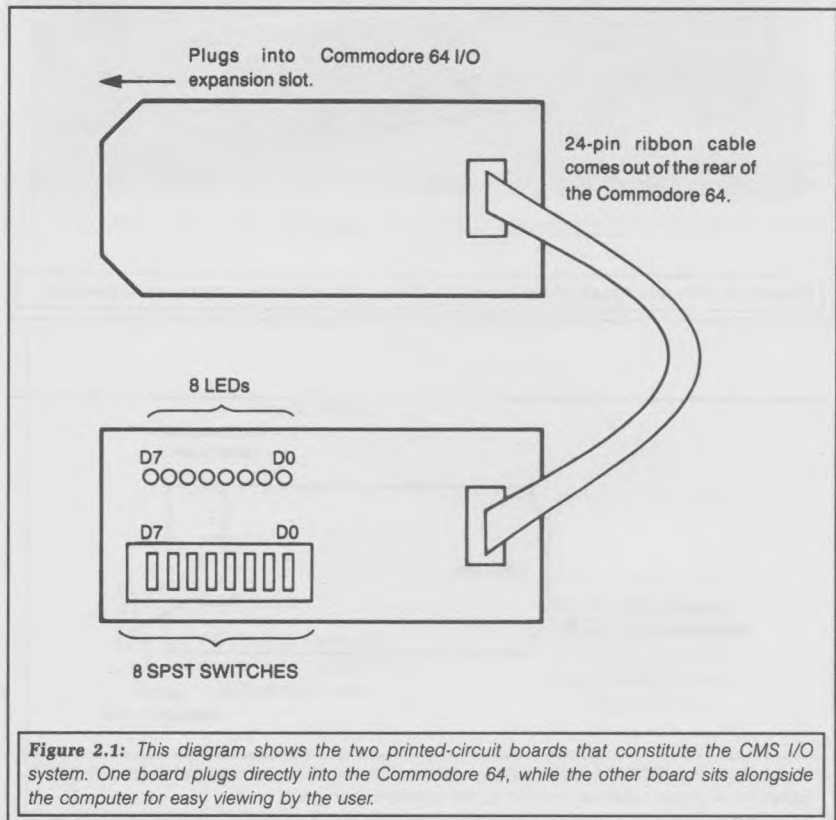 Plugs into Commodore 64 I/O
expansion slot.
24-pin ribbon cable
comes out of the rear of
the Commodore 64.
8 LEDs
D7 D0
D7 D0
8 SPST SWITCHES
Figure 2.1: This diagram shows the two printed-circuit boards that constitute the CMS I/O
system. One board plugs directly into the Commodore 64, while the other board sits alongside
the computer for easy viewing by the user.